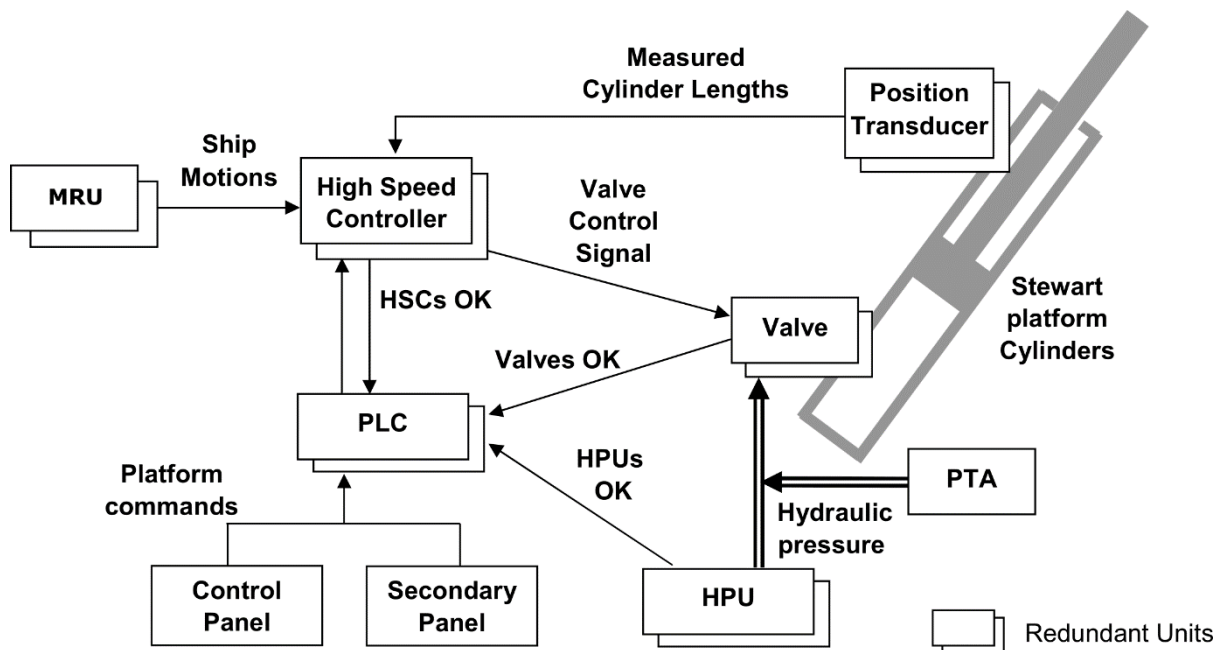 Measured
Cylinder Lengths
Position
Transducer
Ship
Motions
MRU
High Speed
Controller
Valve
Control
Signal
HSCs OK
Valve
Stewart
platform
Cylinders
Valves OK
PLC
HPUs
OK
Platform
commands
PTA
Hydraulic
pressure
Control
Panel
Secondary
Panel
HPU
Redundant Units